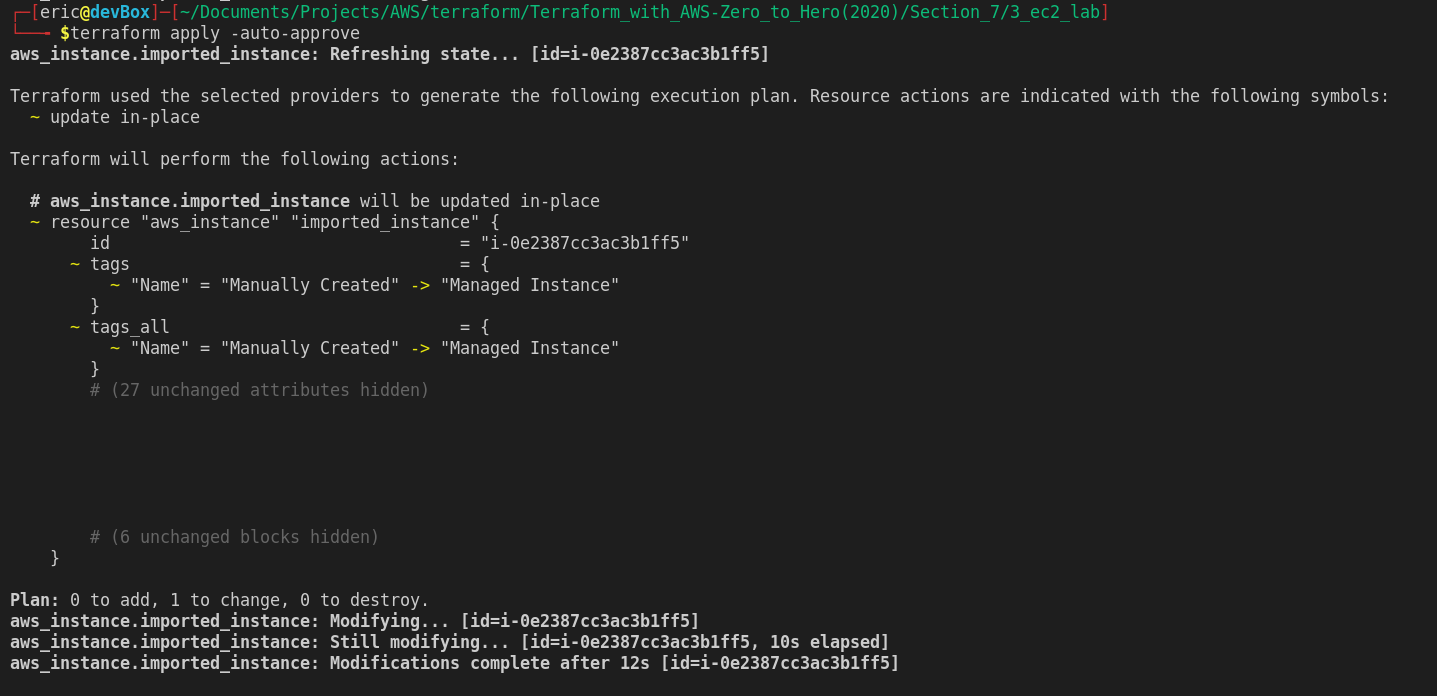 ┌─[eric@devBox]─[~/Documents/Projects/AWS/terraform/Terraform_with_AWS-Zero_to_Hero(2020)/Section_7/3_ec2_lab]
└──╼ $terraform apply -auto-approve
aws_instance.imported_instance: Refreshing state... [id=i-0e2387cc3ac3b1ff5]

Terraform used the selected providers to generate the following execution plan. Resource actions are indicated with the following symbols:
  ~ update in-place

Terraform will perform the following actions:

  # aws_instance.imported_instance will be updated in-place
  ~ resource "aws_instance" "imported_instance" {
        id                                   = "i-0e2387cc3ac3b1ff5"
      ~ tags                                 = {
          ~ "Name" = "Manually Created" -> "Managed Instance"
        }
      ~ tags_all                             = {
          ~ "Name" = "Manually Created" -> "Managed Instance"
        }
        # (27 unchanged attributes hidden)

        # (6 unchanged blocks hidden)
    }

Plan: 0 to add, 1 to change, 0 to destroy.
aws_instance.imported_instance: Modifying... [id=i-0e2387cc3ac3b1ff5]
aws_instance.imported_instance: Still modifying... [id=i-0e2387cc3ac3b1ff5, 10s elapsed]
aws_instance.imported_instance: Modifications complete after 12s [id=i-0e2387cc3ac3b1ff5]